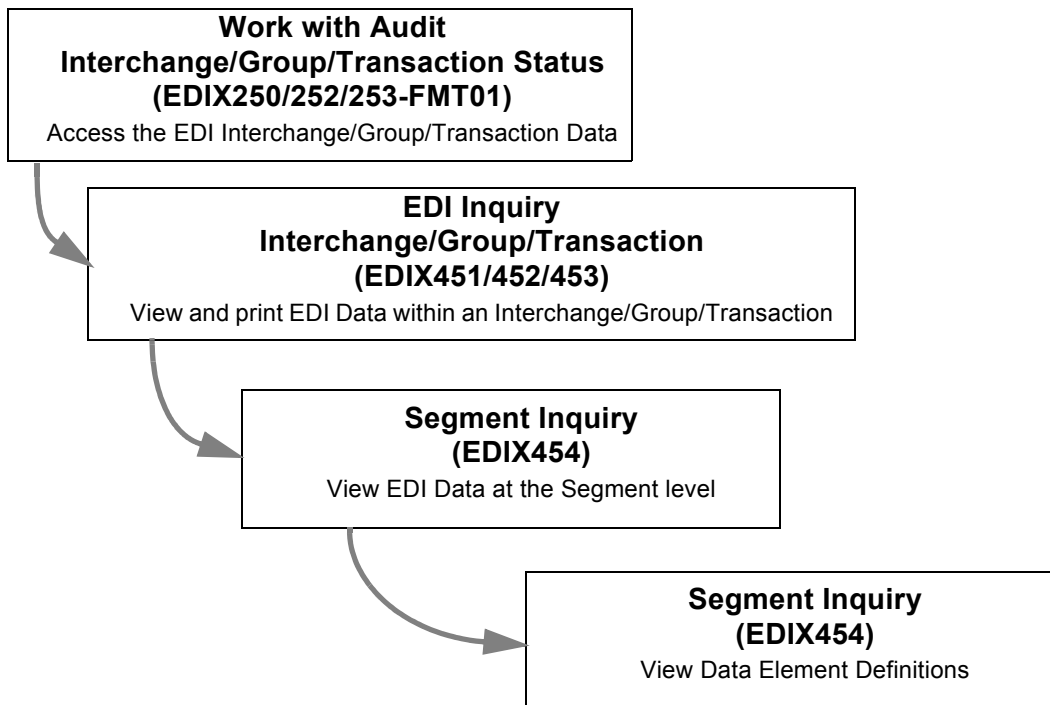 Work with Audit
Interchange/Group/Transaction Status
(EDIX250/252/253-FMT01)
Access the EDI Interchange/Group/Transaction Data
EDI Inquiry
Interchange/Group/Transaction
(EDIX451/452/453)
View and print EDI Data within an Interchange/Group/Transaction
Segment Inquiry
(EDIX454)
View EDI Data at the Segment level
Segment Inquiry
(EDIX454)
View Data Element Definitions